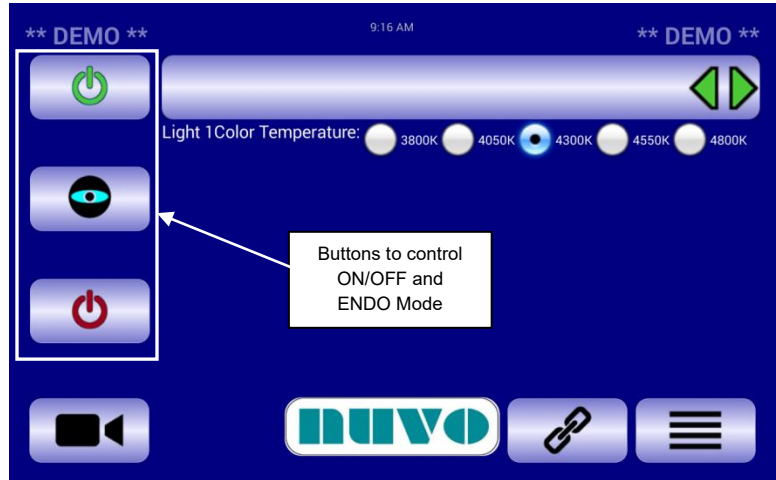 ** DEMO **
9:16 AM
** DEMO **
Light 1Color Temperature:
3800K
4050K
4300K
4550K
4800K
Buttons to control
ON/OFF and
ENDO Mode
nuvo